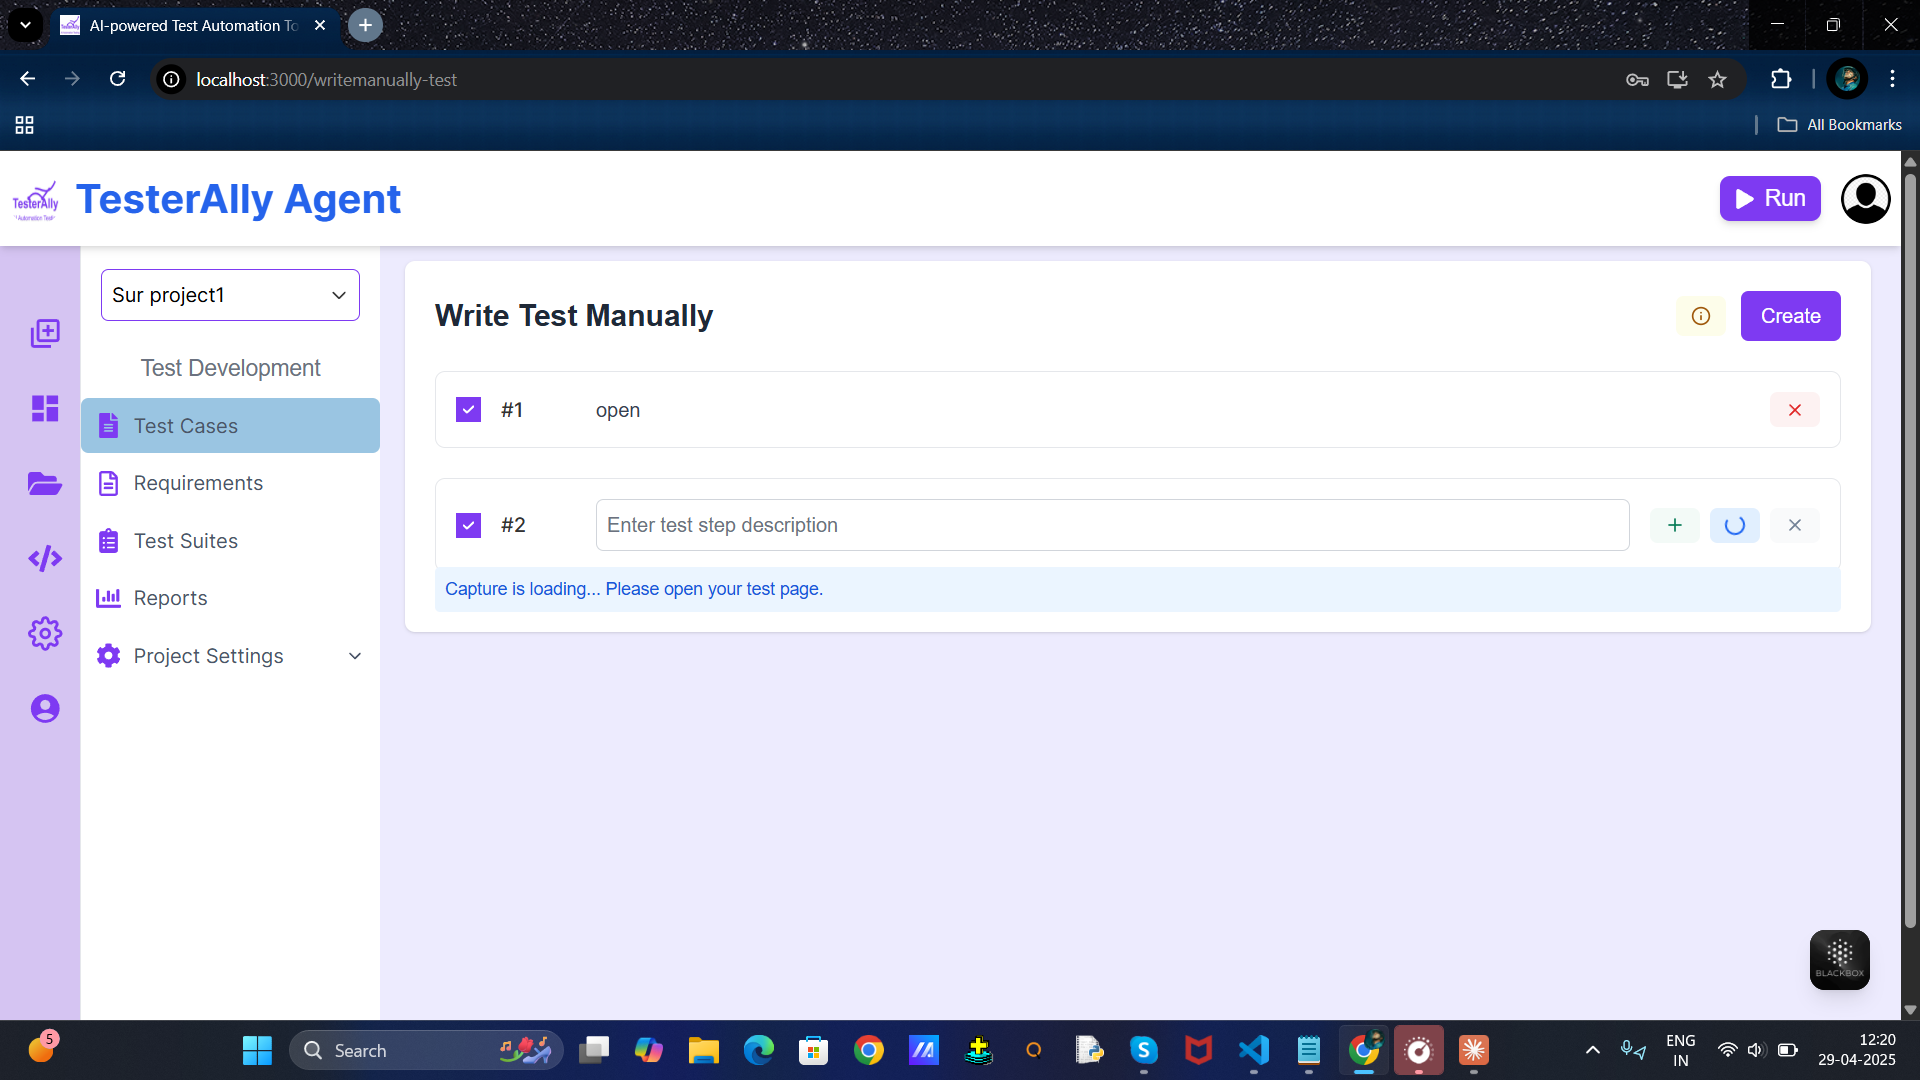 AI-powered Test Automation To
localhost:3000/writemanually-test
All Bookmarks
TesterAlly
TesterAlly Agent
Run
Sur project1
Write Test Manually
Create
Test Development
#1
open
Test Cases
Requirements
#2
Enter test step description
Test Suites
Capture is loading... Please open your test page.
Reports
Project Settings
BLACKBOX
5
Search
ENG
IN
12:20
29-04-2025